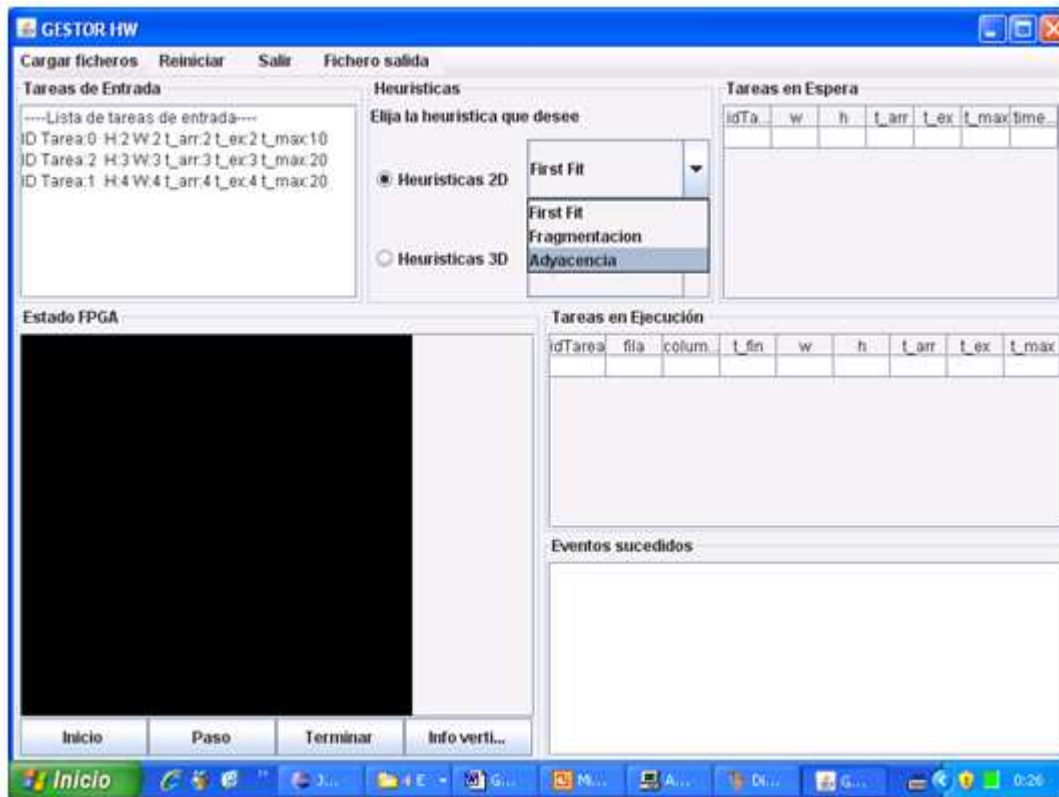 GESTOR HW
Cargar ficheros Reiniciar Salir Fichero salida
Tareas de Entrada
----Lista de tareas de entrada----
ID Tarea:0 H:2 W:2 t_arr:2 t_ex:2 t_max:10
ID Tarea:2 H:3 W:3 t_arr:3 t_ex:3 t_max:20
ID Tarea:1 H:4 W:4 t_arr:4 t_ex:4 t_max:20
Heuristicas
Elija la heuristica que desee
Heuristicas 2D
First Fit
First Fit
Fragmentacion
Adyacencia
Heuristicas 3D
Tareas en Espera
idTa... w h t_arr t_ex t_max time...
Estado FPGA
Tareas en Ejecución
idTarea fila colum... t_fin w h t_arr t_ex t_max
Eventos sucedidos
Inicio Paso Terminar Info verti...
Inicio J... 4 E G... Mi... A... Di... G... 0:26